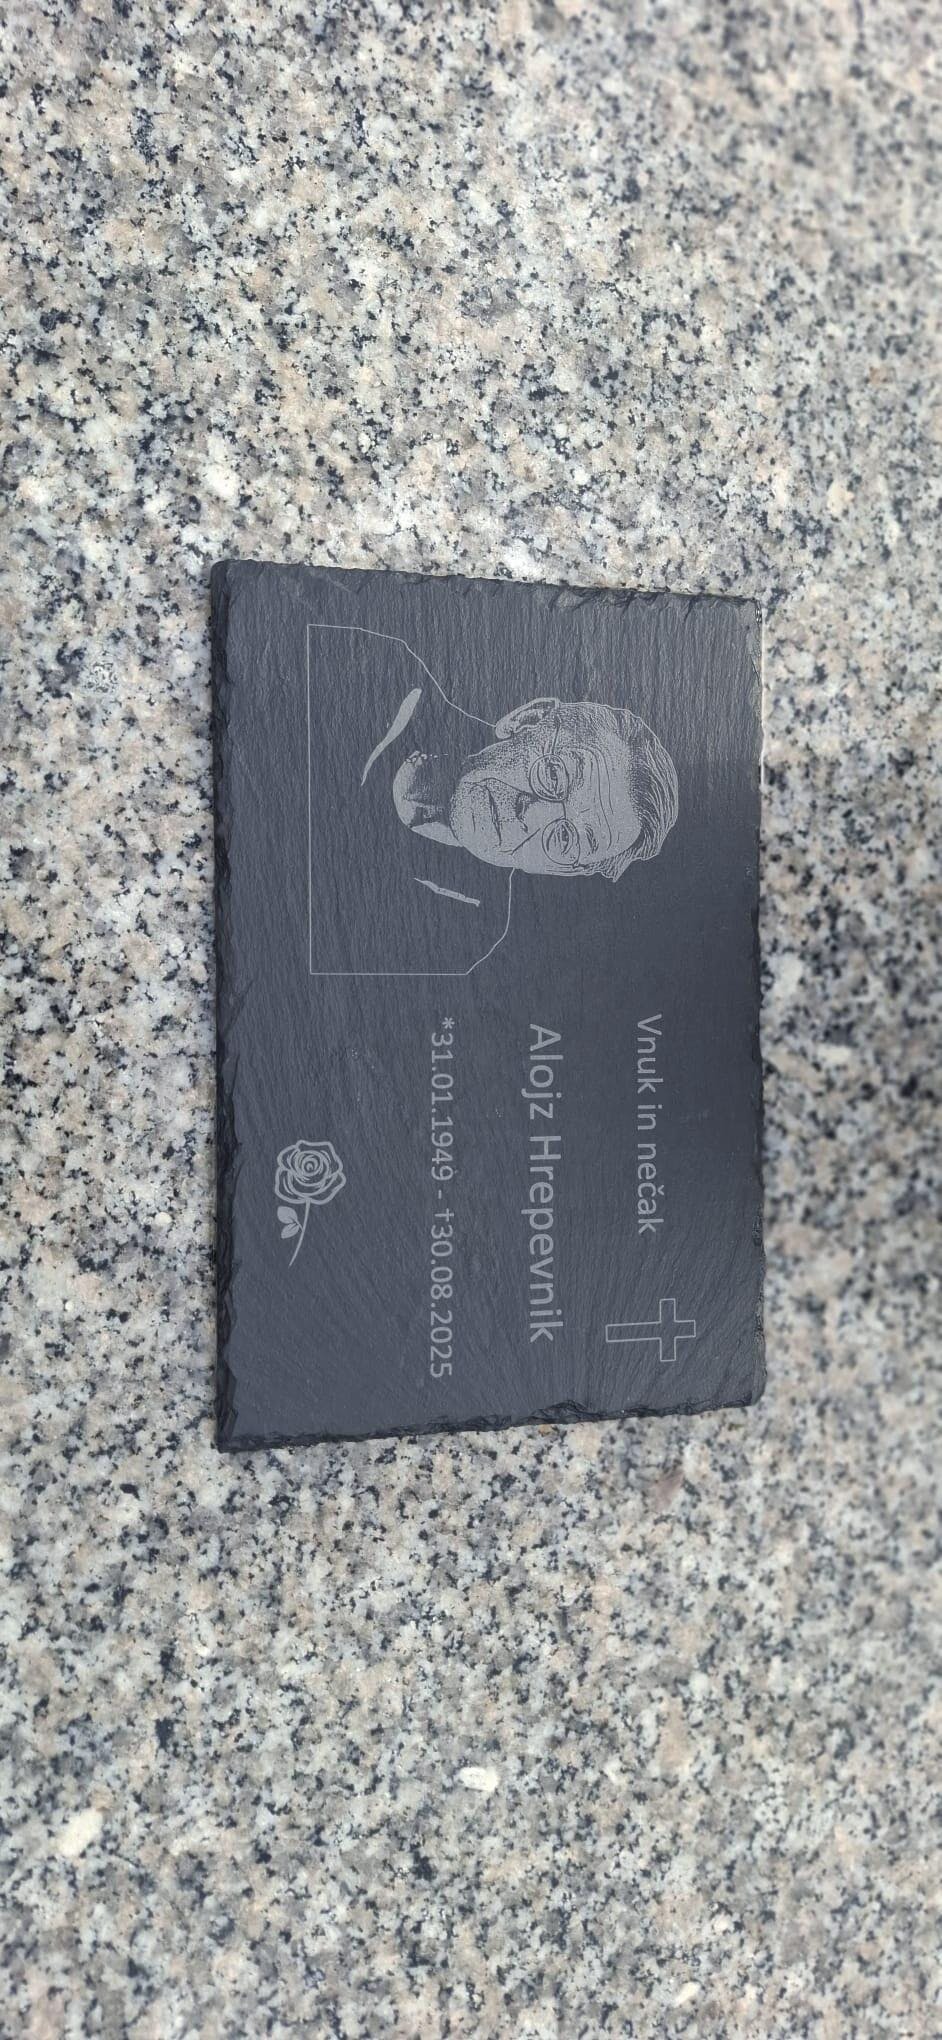 Vnuk in nečak
Alojz Hrepevnik
*31.01.1949 - †30.08.2025